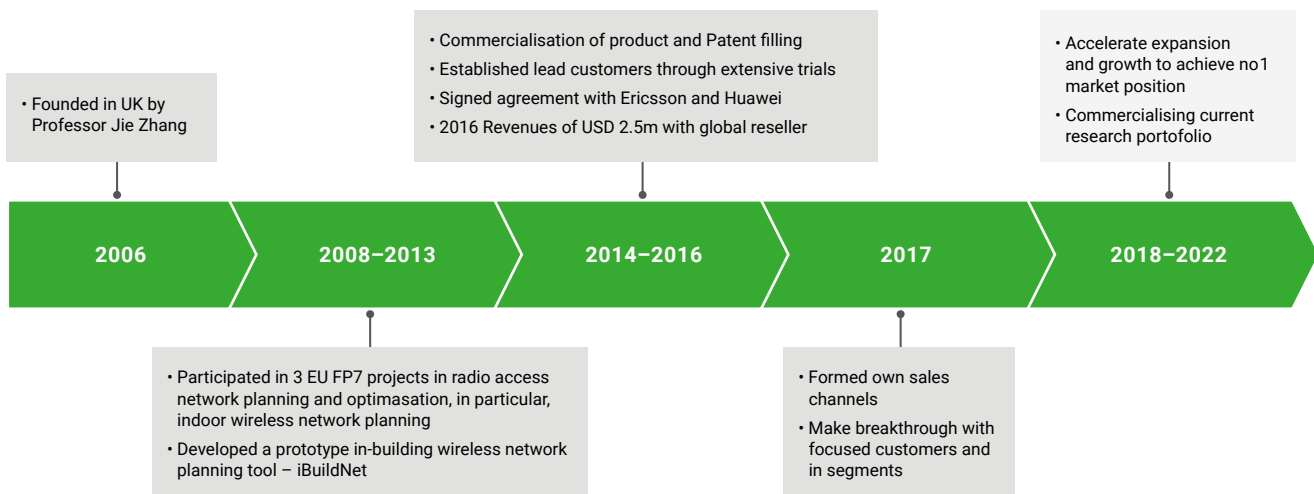 • Founded in UK by
Professor Jie Zhang
• Commercialisation of product and Patent filling
• Established lead customers through extensive trials
• Signed agreement with Ericsson and Huawei
• 2016 Revenues of USD 2.5m with global reseller
• Accelerate expansion
and growth to achieve no1
market position
• Commercialising current
research portofolio
2006
2008–2013
2014–2016
2017
2018–2022
• Participated in 3 EU FP7 projects in radio access
network planning and optimasation, in particular,
indoor wireless network planning
• Developed a prototype in-building wireless network
planning tool – iBuildNet
• Formed own sales
channels
• Make breakthrough with
focused customers and
in segments